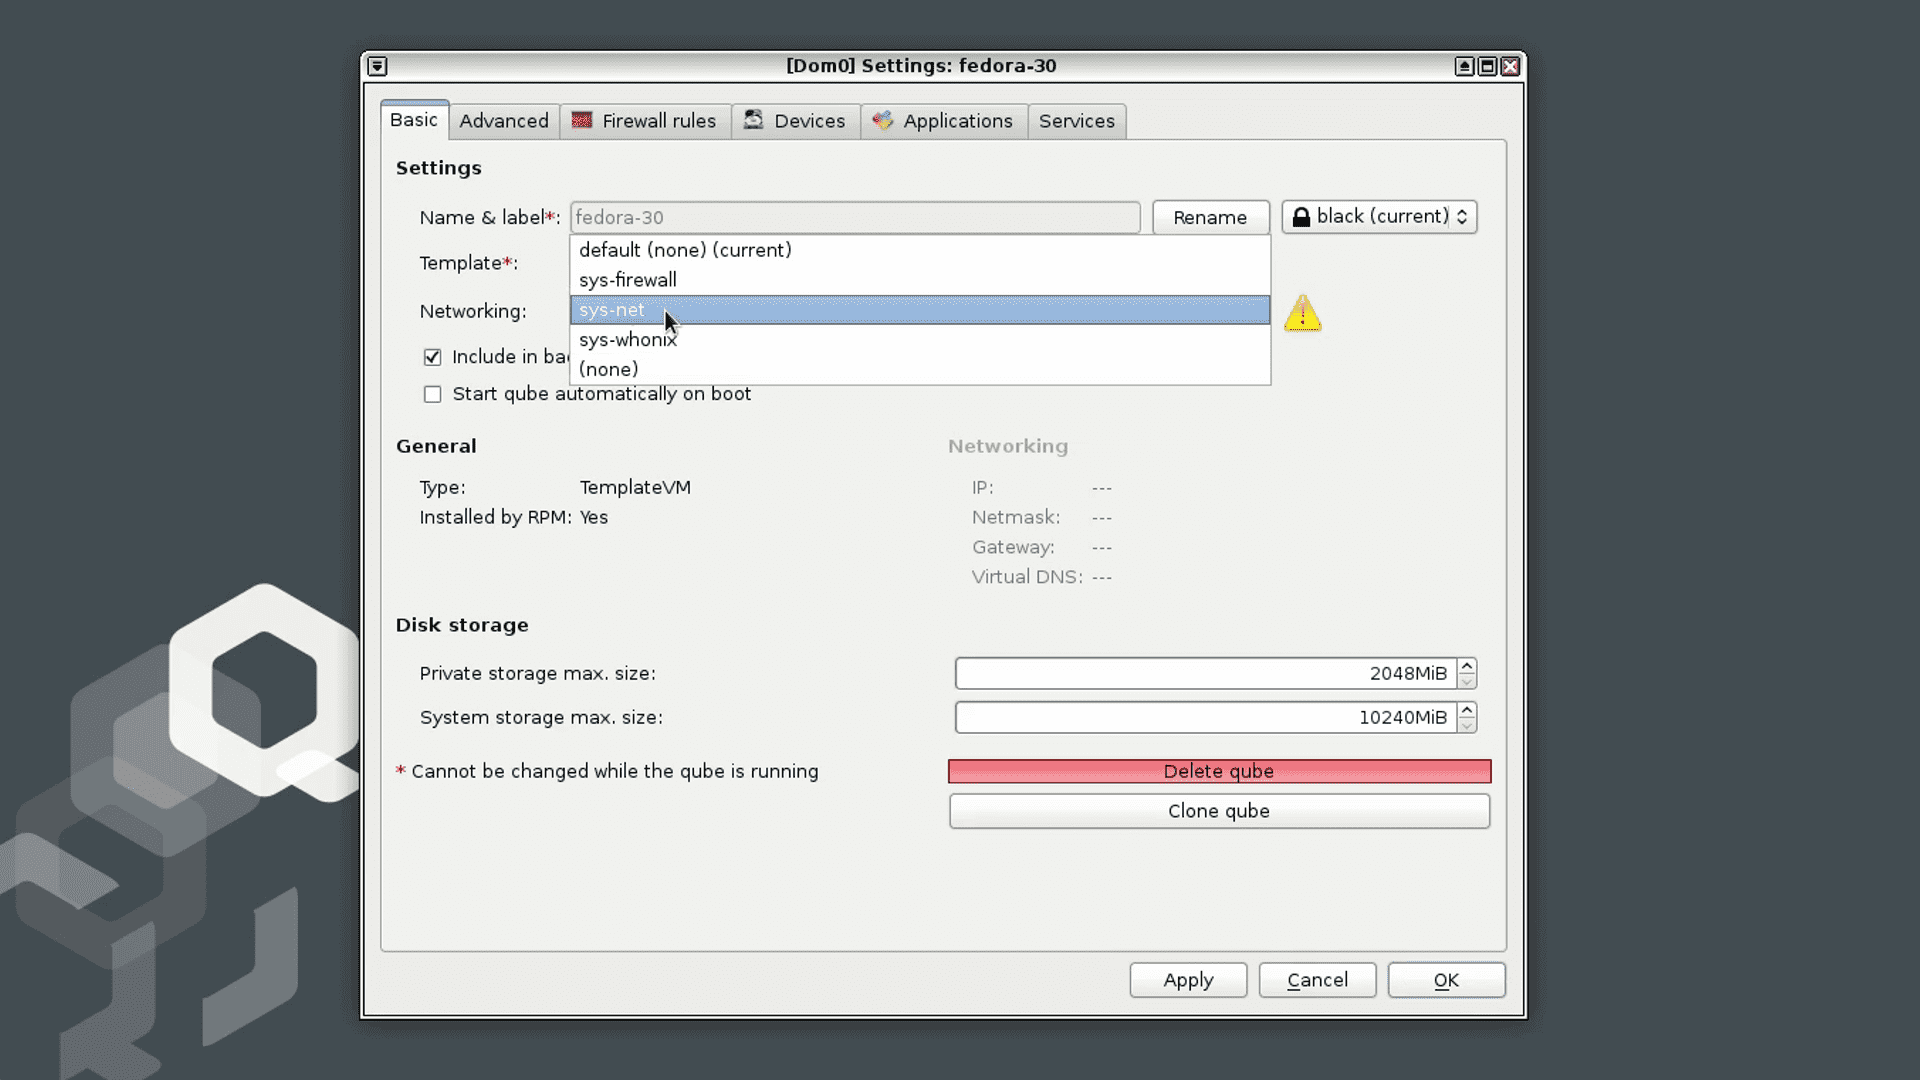 [Dom0] Settings: fedora-30
Basic Advanced Firewall rules Devices Applications Services
Settings
Name & label*: fedora-30 Rename black (current)
Template*:
Networking:
default (none) (current)
sys-firewall
sys-net
sys-whonix
(none)
Include in ba
Start qube automatically on boot
General
Type: TemplateVM
Installed by RPM: Yes
Networking
IP: ---
Netmask: ---
Gateway: ---
Virtual DNS: ---
Disk storage
Private storage max. size: 2048MiB
System storage max. size: 10240MiB
* Cannot be changed while the qube is running
Delete qube
Clone qube
Apply Cancel OK